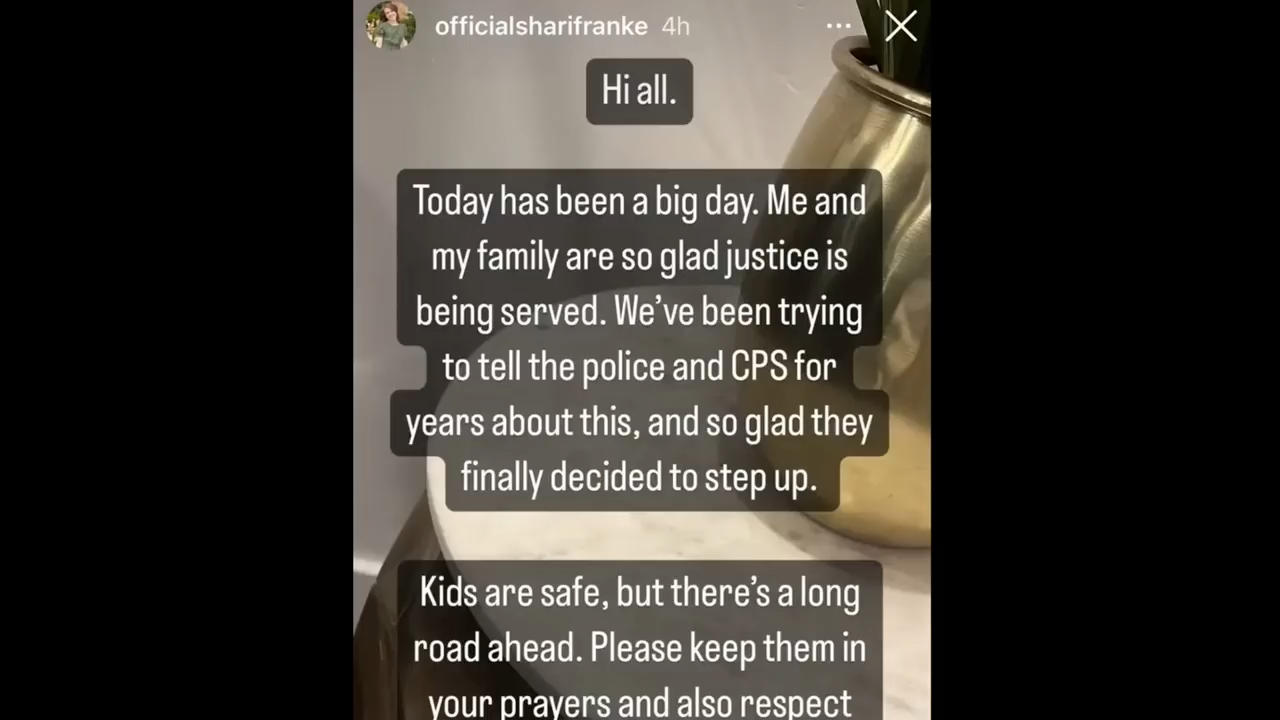 officialsharifranke 4h
Hi all.
Today has been a big day. Me and
my family are so glad justice is
being served. We've been trying
to tell the police and CPS for
years about this, and so glad they
finally decided to step up.
Kids are safe, but there's a long
road ahead. Please keep them in
your prayers and also respect